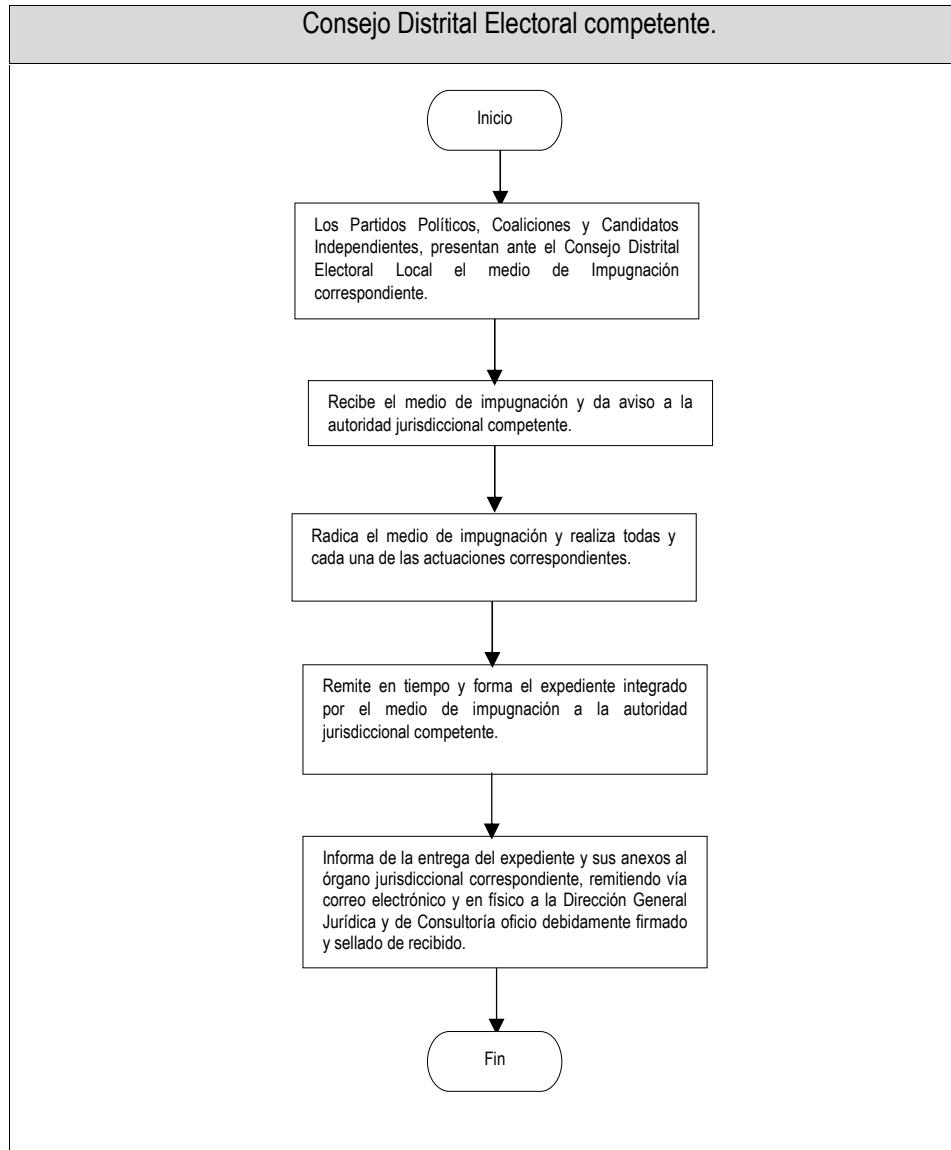 Consejo Distrital Electoral competente.
Inicio
Los Partidos Políticos, Coaliciones y Candidatos
Independientes, presentan ante el Consejo Distrital
Electoral Local el medio de Impugnación
correspondiente.
Recibe el medio de impugnación y da aviso a la
autoridad jurisdiccional competente.
Radica el medio de impugnación y realiza todas y
cada una de las actuaciones correspondientes.
Remite en tiempo y forma el expediente integrado
por el medio de impugnación a la autoridad
jurisdiccional competente.
Informa de la entrega del expediente y sus anexos al
órgano jurisdiccional correspondiente, remitiendo vía
correo electrónico y en físico a la Dirección General
Jurídica y de Consultoría oficio debidamente firmado
y sellado de recibido.
Fin